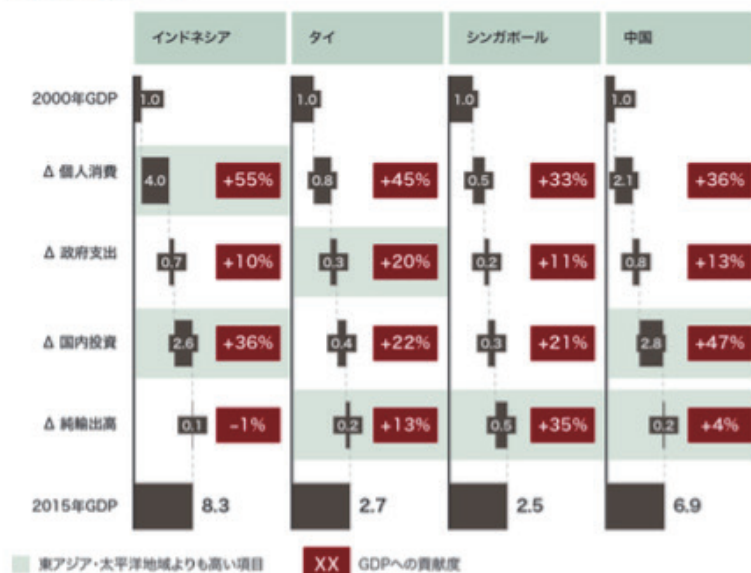 インドネシア タイ シンガポール 中国
2000年GDP 1.0 1.0 1.0 1.0
Δ 個人消費 4.0 +55% 0.8 +45% 0.5 +33% 2.1 +36%
Δ 政府支出 0.7 +10% 0.3 +20% 0.2 +11% 0.8 +13%
Δ 国内投資 2.6 +36% 0.4 +22% 0.3 +21% 2.8 +47%
Δ 純輸出高 0.1 -1% 0.2 +13% 0.5 +35% 0.2 +4%
2015年GDP 8.3 2.7 2.5 6.9
東アジア・太平洋地域よりも高い項目 XX GDPへの貢献度